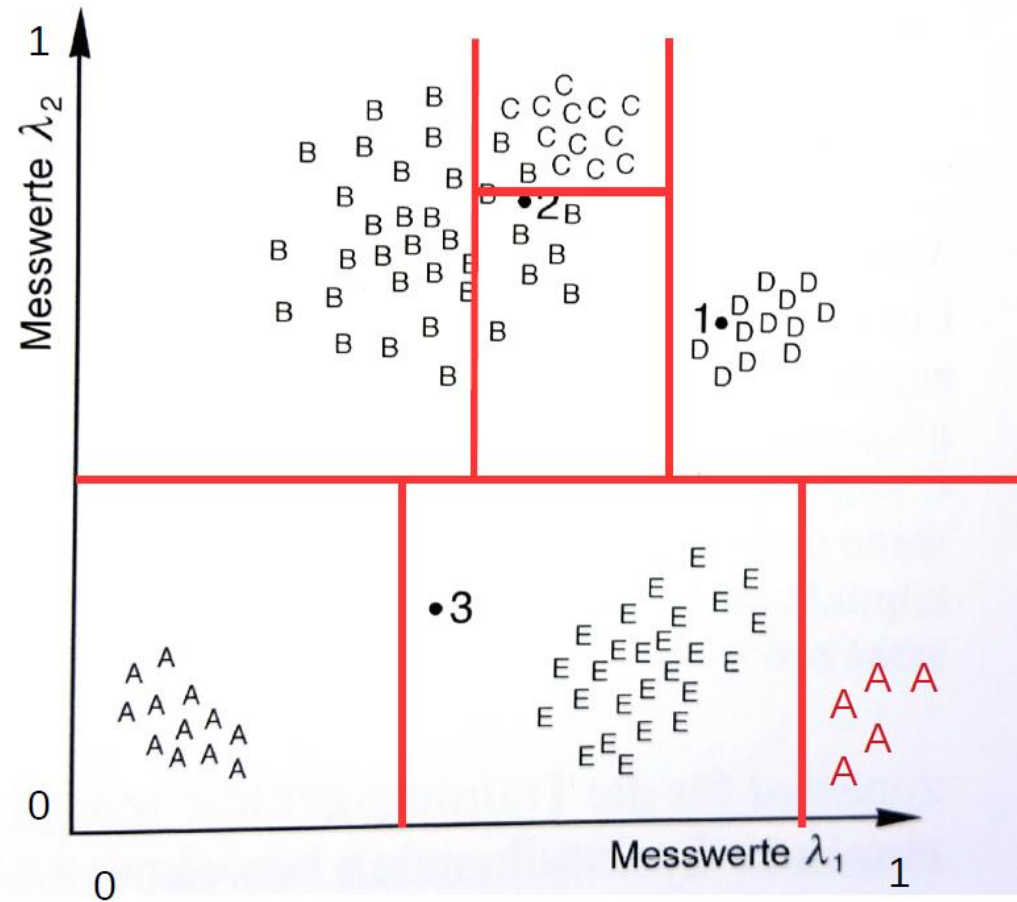 1
Messwerte λ₂
C
B
B C C C C C
B B C C C
B B
B B B C C C
B B
B B B 2 B
B B B B
B B B B
B B B D D
B B B D D
B 1 D D
B B D D
B B D D
D
B D
E
E E
3 E E E
E E E
A E E E E
A E E E E
A E E E A A
A A A E E A
A A E E
A A A E A
A E E A
0
Messwerte λ₁
0 1